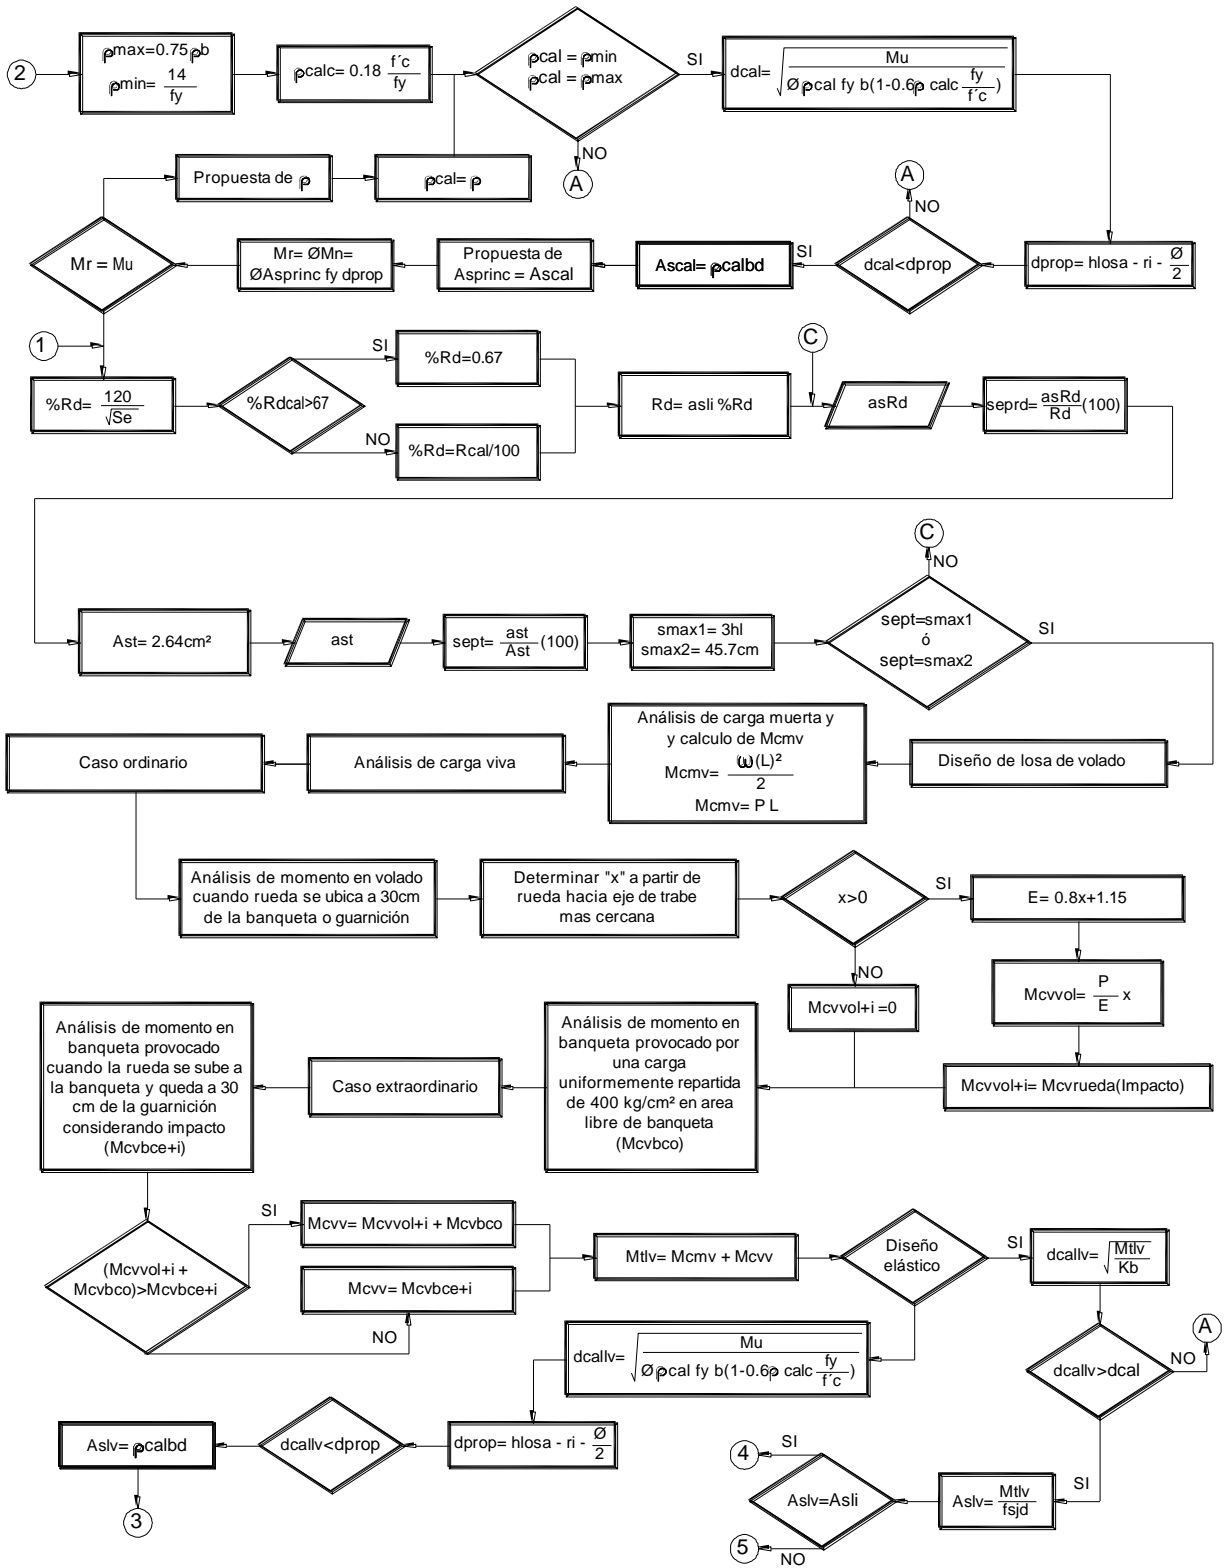 2
ρmax=0.75ρb
ρmin= 14
fy
ρcalc= 0.18 f´c
fy
ρcal = ρmin
ρcal = ρmax
SI
NO
A
dcal= √ Mu
Øρcal fy b(1-0.6ρ calc fy
f´c )
Propuesta de ρ
ρcal= ρ
A
NO
Mr = Mu
Mr= ØMn=
ØAsprinc fy dprop
Propuesta de
Asprinc = Ascal
Ascal= ρcalbd
SI
dcal<dprop
dprop= hlosa - ri - Ø
2
1
%Rd= 120
√Se
%Rdcal>67
SI
%Rd=0.67
NO
%Rd=Rcal/100
Rd= asli %Rd
C
asRd
seprd= asRd (100)
Rd
Ast= 2.64cm²
ast
sept= ast (100)
Ast
smax1= 3hl
smax2= 45.7cm
C
NO
sept=smax1
ó
sept=smax2
SI
Caso ordinario
Análisis de carga viva
Análisis de carga muerta y
y calculo de Mcmv
Mcmv= ω(L)²
2
Mcmv= P L
Diseño de losa de volado
Análisis de momento en volado
cuando rueda se ubica a 30cm
de la banqueta o guarnición
Determinar "x" a partir de
rueda hacia eje de trabe
mas cercana
x>0
SI
E= 0.8x+1.15
NO
Mcvvol+i =0
Mcvvol= P x
E
Mcvvol+i= Mcvrueda(Impacto)
Análisis de momento en
banqueta provocado por
una carga
uniformemente repartida
de 400 kg/cm² en area
libre de banqueta
(Mcvbco)
Caso extraordinario
Análisis de momento en
banqueta provocado
cuando la rueda se sube a
la banqueta y queda a 30
cm de la guarnición
considerando impacto
(Mcvbce+i)
(Mcvvol+i +
Mcvbco)>Mcvbce+i
SI
Mcvv= Mcvvol+i + Mcvbco
Mcvv= Mcvbce+i
NO
Mtlv= Mcmv + Mcvv
Diseño
elástico
SI
dcallv= √ Mtlv
Kb
dcallv>dcal
NO
A
dcallv= √ Mu
Øρcal fy b(1-0.6ρ calc fy
f´c )
Aslv= ρcalbd
dcallv<dprop
dprop= hlosa - ri - Ø
2
3
SI
4
Aslv=Asli
Aslv= Mtlv
fsjd
SI
5
NO